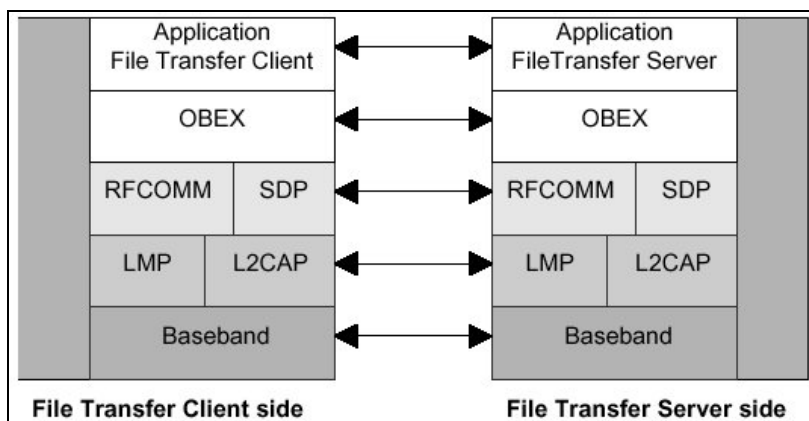 Application
File Transfer Client
Application
FileTransfer Server
OBEX
OBEX
RFCOMM
SDP
RFCOMM
SDP
LMP
L2CAP
LMP
L2CAP
Baseband
Baseband
File Transfer Client side
File Transfer Server side